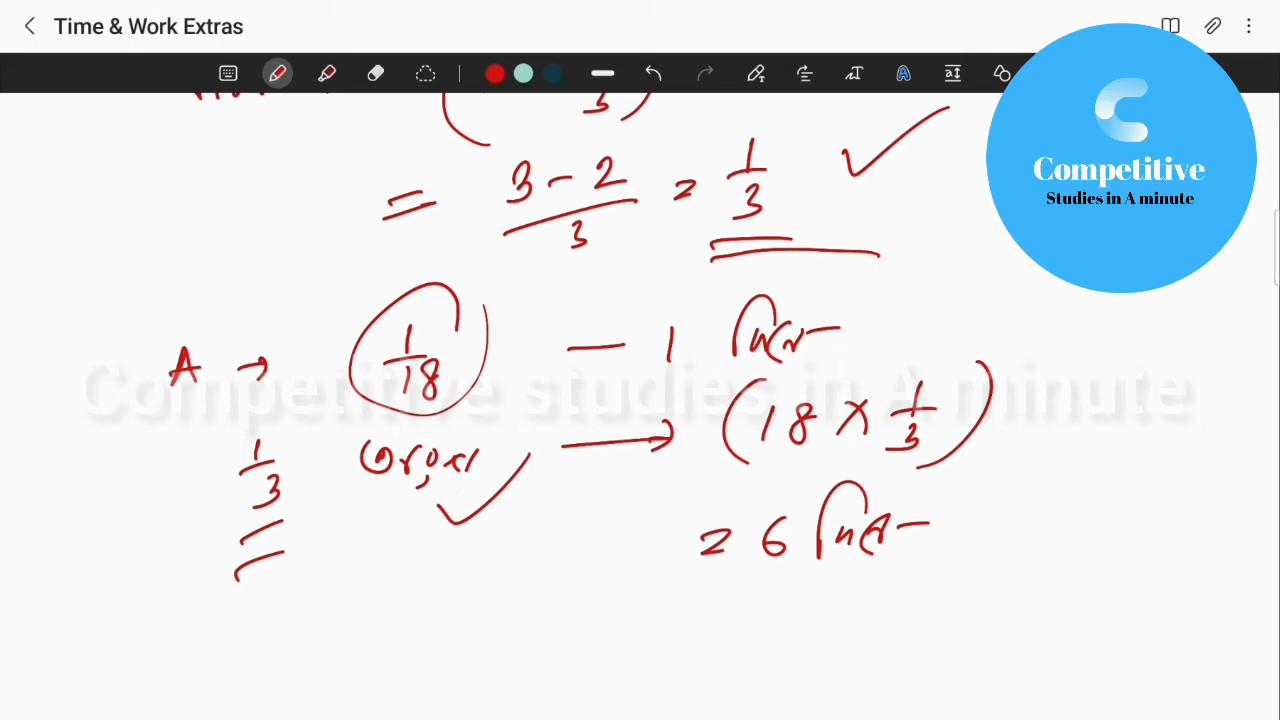 Time & Work Extras
Competitive
Studies in A minute
3
= 3 - 2 / 3 = 1/3
A → 1/18 — 1 দিনে
Competitive studies in A minute
1/3 → (18 × 1/3)
= 6 দিনে